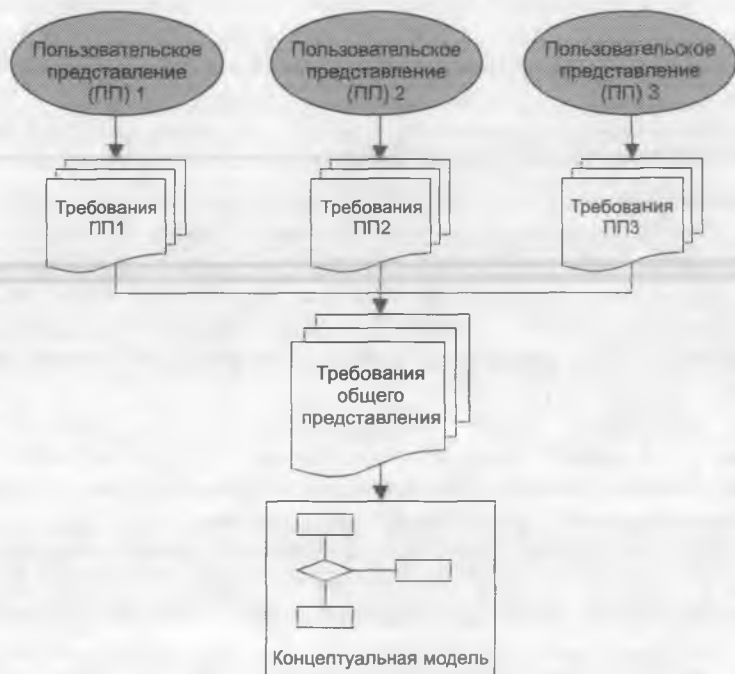 Пользовательское
представление
(ПП) 1
Пользовательское
представление
(ПП) 2
Пользовательское
представление
(ПП) 3
Требования
ПП1
Требования
ПП2
Требования
ПП3
Требования
общего
представления
Концептуальная модель